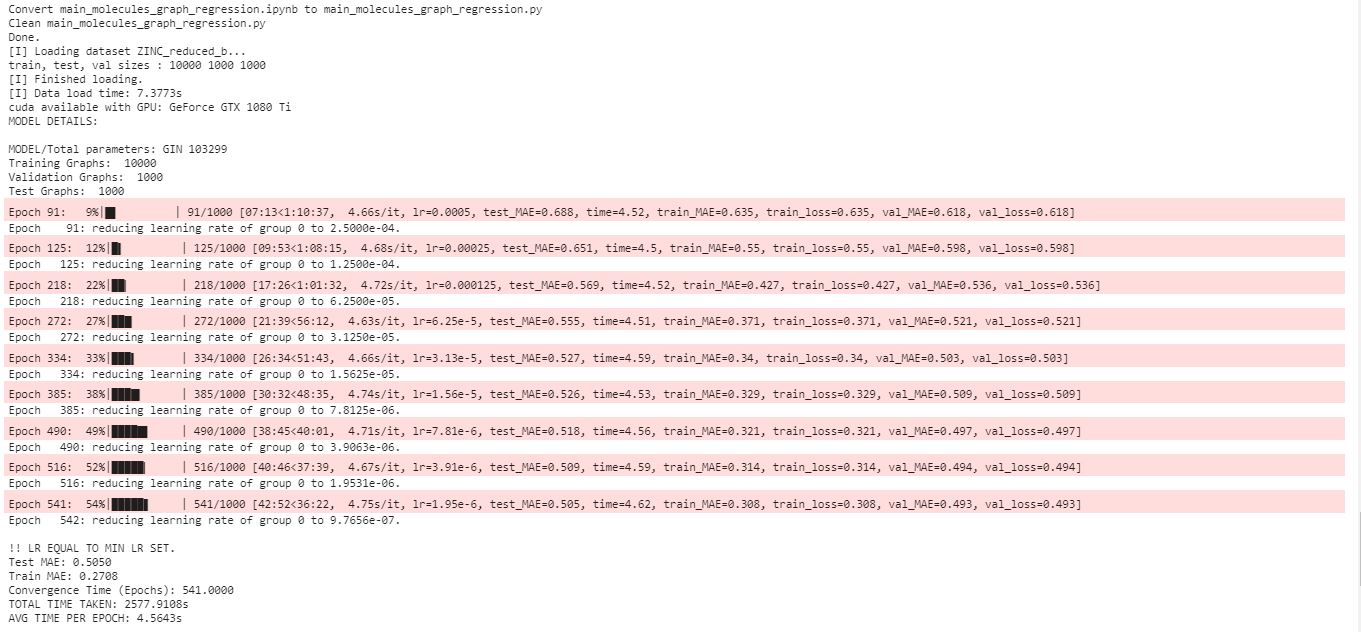 Convert main_molecules_graph_regression.ipynb to main_molecules_graph_regression.py
Clean main_molecules_graph_regression.py
Done.
[I] Loading dataset ZINC_reduced_b...
train, test, val sizes : 10000 1000 1000
[I] Finished loading.
[I] Data load time: 7.3773s
cuda available with GPU: GeForce GTX 1080 Ti
MODEL DETAILS:
MODEL/Total parameters: GIN 103299
Training Graphs:  10000
Validation Graphs:  1000
Test Graphs:  1000
Epoch 91:   9%|█         | 91/1000 [07:13<1:10:37,  4.66s/it, lr=0.0005, test_MAE=0.688, time=4.52, train_MAE=0.635, train_loss=0.635, val_MAE=0.618, val_loss=0.618]
Epoch    91: reducing learning rate of group 0 to 2.5000e-04.
Epoch 125:  12%|█▎        | 125/1000 [09:53<1:08:15,  4.68s/it, lr=0.00025, test_MAE=0.651, time=4.5, train_MAE=0.55, train_loss=0.55, val_MAE=0.598, val_loss=0.598]
Epoch   125: reducing learning rate of group 0 to 1.2500e-04.
Epoch 218:  22%|██▏       | 218/1000 [17:26<1:01:32,  4.72s/it, lr=0.000125, test_MAE=0.569, time=4.52, train_MAE=0.427, train_loss=0.427, val_MAE=0.536, val_loss=0.536]
Epoch   218: reducing learning rate of group 0 to 6.2500e-05.
Epoch 272:  27%|██▋       | 272/1000 [21:39<56:12,  4.63s/it, lr=6.25e-5, test_MAE=0.555, time=4.51, train_MAE=0.371, train_loss=0.371, val_MAE=0.521, val_loss=0.521]
Epoch   272: reducing learning rate of group 0 to 3.1250e-05.
Epoch 334:  33%|███▎      | 334/1000 [26:34<51:43,  4.66s/it, lr=3.13e-5, test_MAE=0.527, time=4.59, train_MAE=0.34, train_loss=0.34, val_MAE=0.503, val_loss=0.503]
Epoch   334: reducing learning rate of group 0 to 1.5625e-05.
Epoch 385:  38%|███▊      | 385/1000 [30:32<48:35,  4.74s/it, lr=1.56e-5, test_MAE=0.526, time=4.53, train_MAE=0.329, train_loss=0.329, val_MAE=0.509, val_loss=0.509]
Epoch   385: reducing learning rate of group 0 to 7.8125e-06.
Epoch 490:  49%|████▉     | 490/1000 [38:45<40:01,  4.71s/it, lr=7.81e-6, test_MAE=0.518, time=4.56, train_MAE=0.321, train_loss=0.321, val_MAE=0.497, val_loss=0.497]
Epoch   490: reducing learning rate of group 0 to 3.9063e-06.
Epoch 516:  52%|█████▏    | 516/1000 [40:46<37:39,  4.67s/it, lr=3.91e-6, test_MAE=0.509, time=4.59, train_MAE=0.314, train_loss=0.314, val_MAE=0.494, val_loss=0.494]
Epoch   516: reducing learning rate of group 0 to 1.9531e-06.
Epoch 541:  54%|█████▍    | 541/1000 [42:52<36:22,  4.75s/it, lr=1.95e-6, test_MAE=0.505, time=4.62, train_MAE=0.308, train_loss=0.308, val_MAE=0.493, val_loss=0.493]
Epoch   542: reducing learning rate of group 0 to 9.7656e-07.
!! LR EQUAL TO MIN LR SET.
Test MAE: 0.5050
Train MAE: 0.2708
Convergence Time (Epochs): 541.0000
TOTAL TIME TAKEN: 2577.9108s
AVG TIME PER EPOCH: 4.5643s